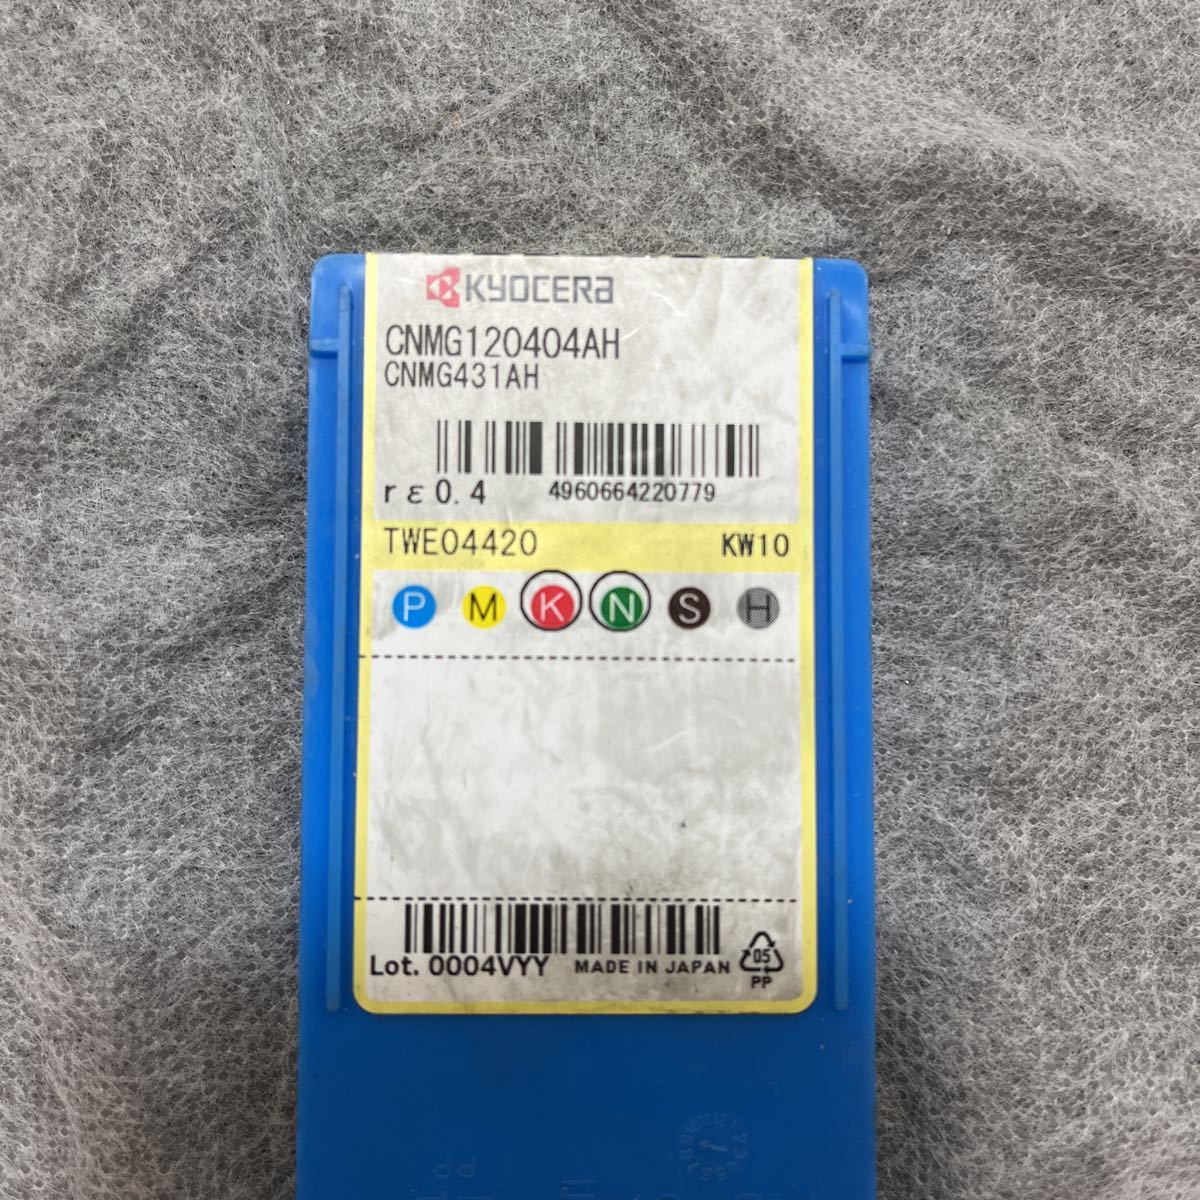 KYOCERA
CNMG120404AH
CNMG431AH
rε0.4 4960664220779
TWE04420 KW10
P M K N S H
Lot. 0004VYY MADE IN JAPAN 05
PP